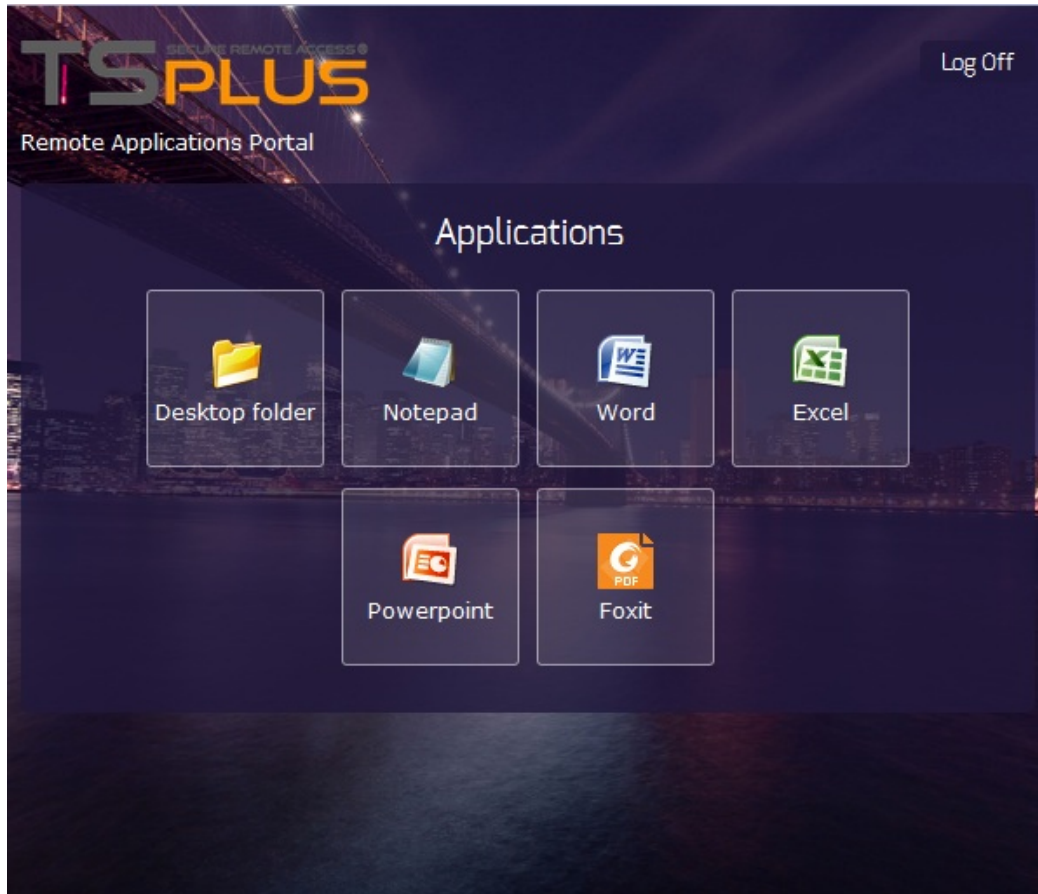 SECURE REMOTE ACCESS®
TSPLUS
Log Off
Remote Applications Portal
Applications
Desktop folder
Notepad
W
Word
X
Excel
Powerpoint
PDF
Foxit